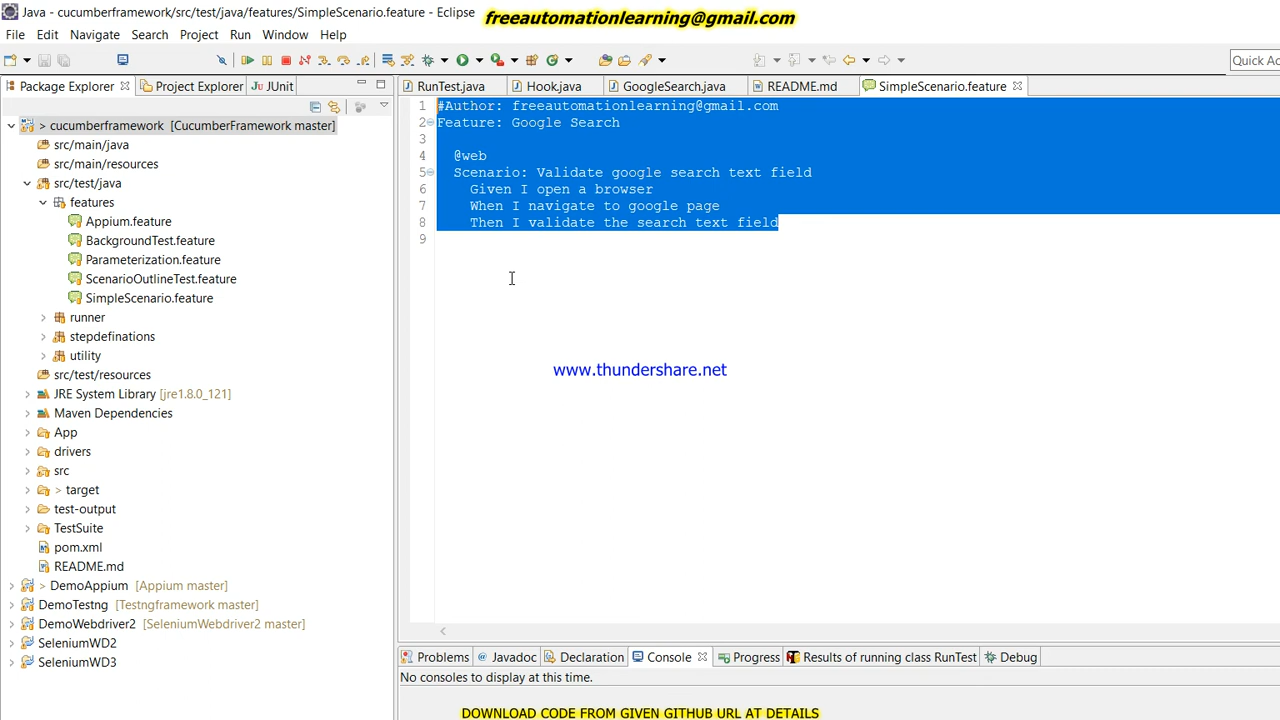 Java - cucumberframework/src/test/java/features/SimpleScenario.feature - Eclipse
freeautomationlearning@gmail.com
File Edit Navigate Search Project Run Window Help
Quick Ac
Package Explorer Project Explorer JUnit
RunTest.java Hook.java GoogleSearch.java README.md SimpleScenario.feature
> cucumberframework [CucumberFramework master]
src/main/java
src/main/resources
src/test/java
features
Appium.feature
BackgroundTest.feature
Parameterization.feature
ScenarioOutlineTest.feature
SimpleScenario.feature
runner
stepdefinations
utility
src/test/resources
JRE System Library [jre1.8.0_121]
Maven Dependencies
App
drivers
src
> target
test-output
TestSuite
pom.xml
README.md
> DemoAppium [Appium master]
DemoTestng [Testngframework master]
DemoWebdriver2 [SeleniumWebdriver2 master]
SeleniumWD2
SeleniumWD3
1 #Author: freeautomationlearning@gmail.com
2 Feature: Google Search
3
4 @web
5 Scenario: Validate google search text field
6 Given I open a browser
7 When I navigate to google page
8 Then I validate the search text field
9
www.thundershare.net
Problems @ Javadoc Declaration Console Progress Results of running class RunTest Debug
No consoles to display at this time.
DOWNLOAD CODE FROM GIVEN GITHUB URL AT DETAILS